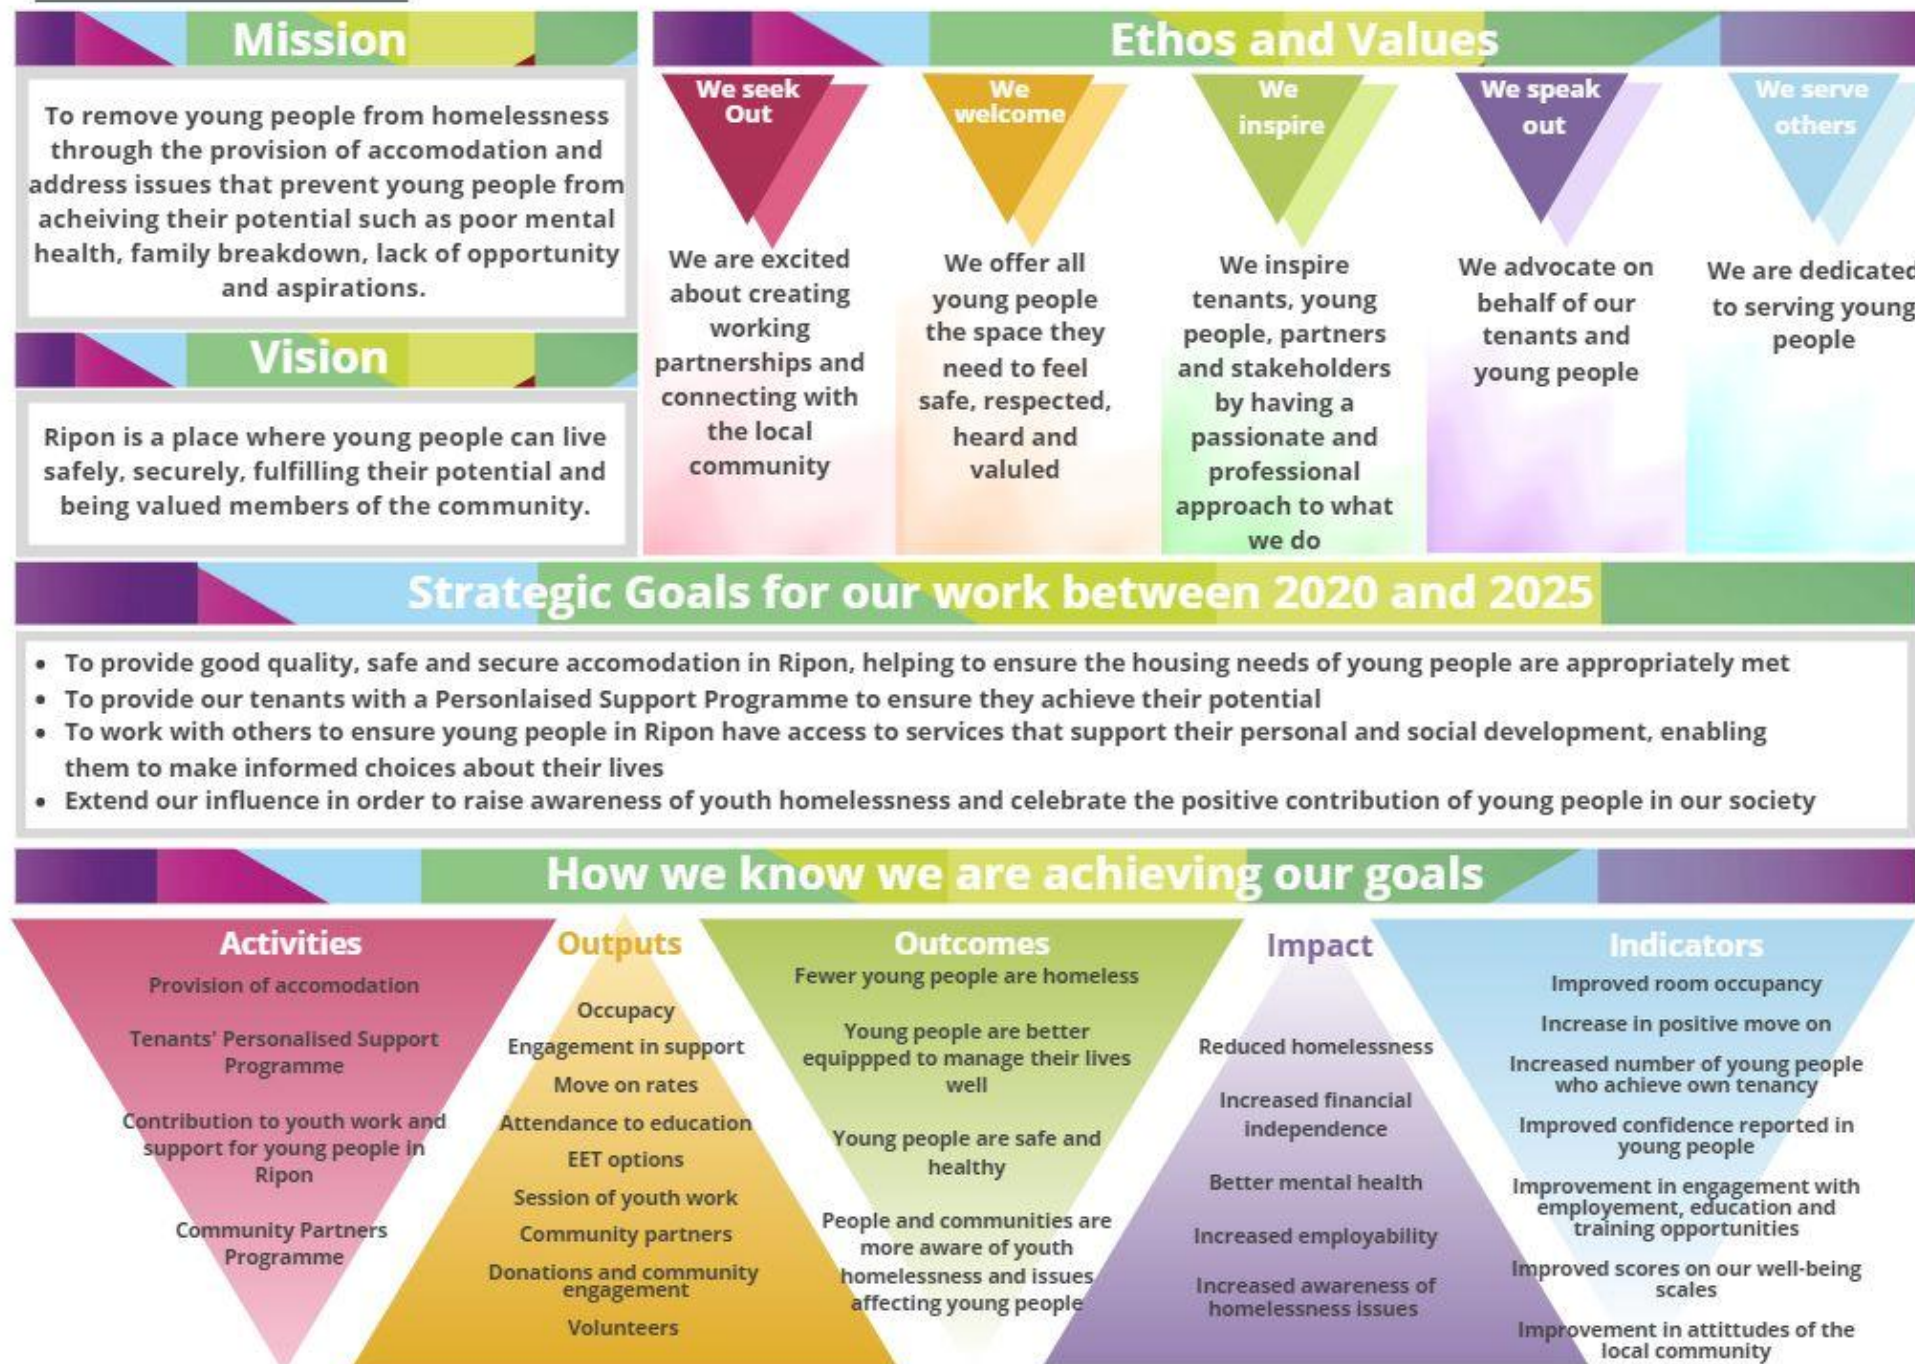 Mission
To remove young people from homelessness
through the provision of accomodation and
address issues that prevent young people from
acheiving their potential such as poor mental
health, family breakdown, lack of opportunity
and aspirations.
Vision
Ripon is a place where young people can live
safely, securely, fulfilling their potential and
being valued members of the community.
Ethos and Values
We seek
Out
We are excited
about creating
working
partnerships and
connecting with
the local
community
We
welcome
We offer all
young people
the space they
need to feel
safe, respected,
heard and
valuled
We
inspire
We inspire
tenants, young
people, partners
and stakeholders
by having a
passionate and
professional
approach to what
we do
We speak
out
We advocate on
behalf of our
tenants and
young people
We serve
others
We are dedicated
to serving young
people
Strategic Goals for our work between 2020 and 2025
• To provide good quality, safe and secure accomodation in Ripon, helping to ensure the housing needs of young people are appropriately met
• To provide our tenants with a Personlaised Support Programme to ensure they achieve their potential
• To work with others to ensure young people in Ripon have access to services that support their personal and social development, enabling
them to make informed choices about their lives
• Extend our influence in order to raise awareness of youth homelessness and celebrate the positive contribution of young people in our society
How we know we are achieving our goals
Activities
Provision of accomodation
Tenants' Personalised Support
Programme
Contribution to youth work and
support for young people in
Ripon
Community Partners
Programme
Outputs
Occupacy
Engagement in support
Move on rates
Attendance to education
EET options
Session of youth work
Community partners
Donations and community
engagement
Volunteers
Outcomes
Fewer young people are homeless
Young people are better
equippped to manage their lives
well
Young people are safe and
healthy
People and communities are
more aware of youth
homelessness and issues
affecting young people
Impact
Reduced homelessness
Increased financial
independence
Better mental health
Increased employability
Increased awareness of
homelessness issues
Indicators
Improved room occupancy
Increase in positive move on
Increased number of young people
who achieve own tenancy
Improved confidence reported in
young people
Improvement in engagement with
employement, education and
training opportunities
Improved scores on our well-being
scales
Improvement in attittudes of the
local community